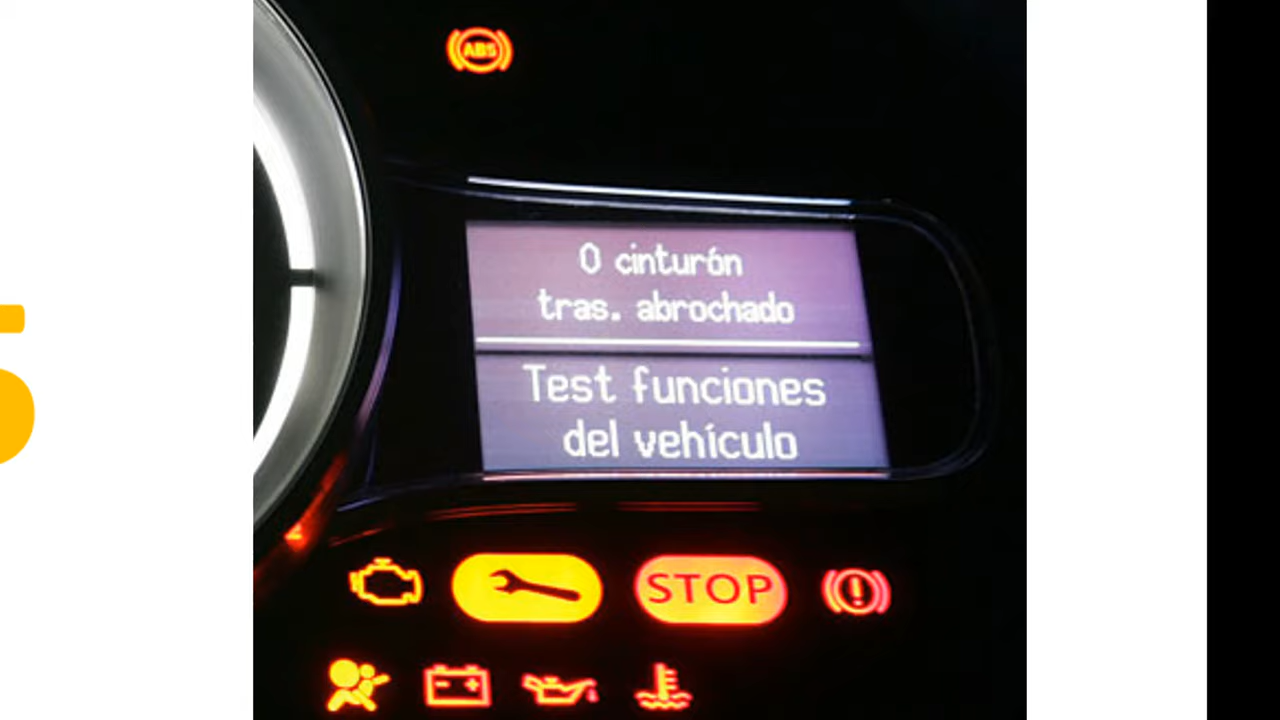 ABS
0 cinturón
tras. abrochado
Test funciones
del vehículo
STOP